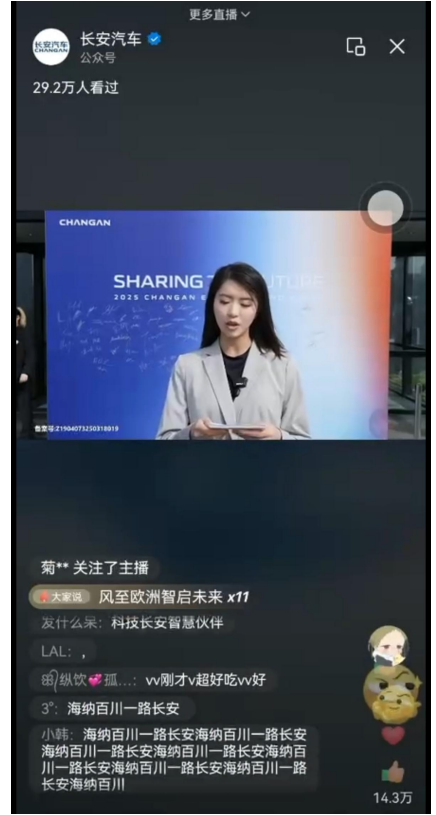 更多直播
长安汽车
CHANGAN
长安汽车
公众号
29.2万人看过
CHANGAN
SHARING
2025 CHANGAN
菊** 关注了主播
大家说 风至欧洲智启未来 x11
发什么呆: 科技长安智慧伙伴
LAL: ,
纵饮💞孤...: vv刚才v超好吃vv好
3°: 海纳百川一路长安
小韩: 海纳百川一路长安海纳百川一路长安
海纳百川一路长安海纳百川一路长安海纳百
川一路长安海纳百川一路长安海纳百川一路
长安海纳百川
14.3万